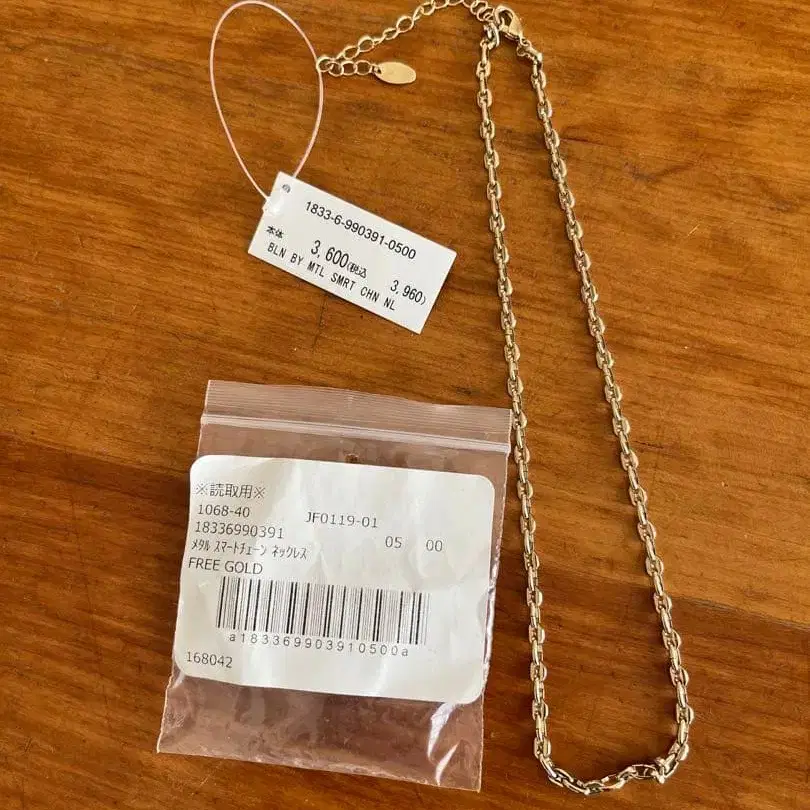 1833-6-990391-0500
本体 3,600(税込 3,960)
BLN BY MTL SMRT CHN NL
※読取用※
1068-40 JF0119-01
18336990391 05 00
ﾒﾀﾙ ｽﾏｰﾄﾁｪｰﾝ ﾈｯｸﾚｽ
FREE GOLD
a183369903910500a
168042